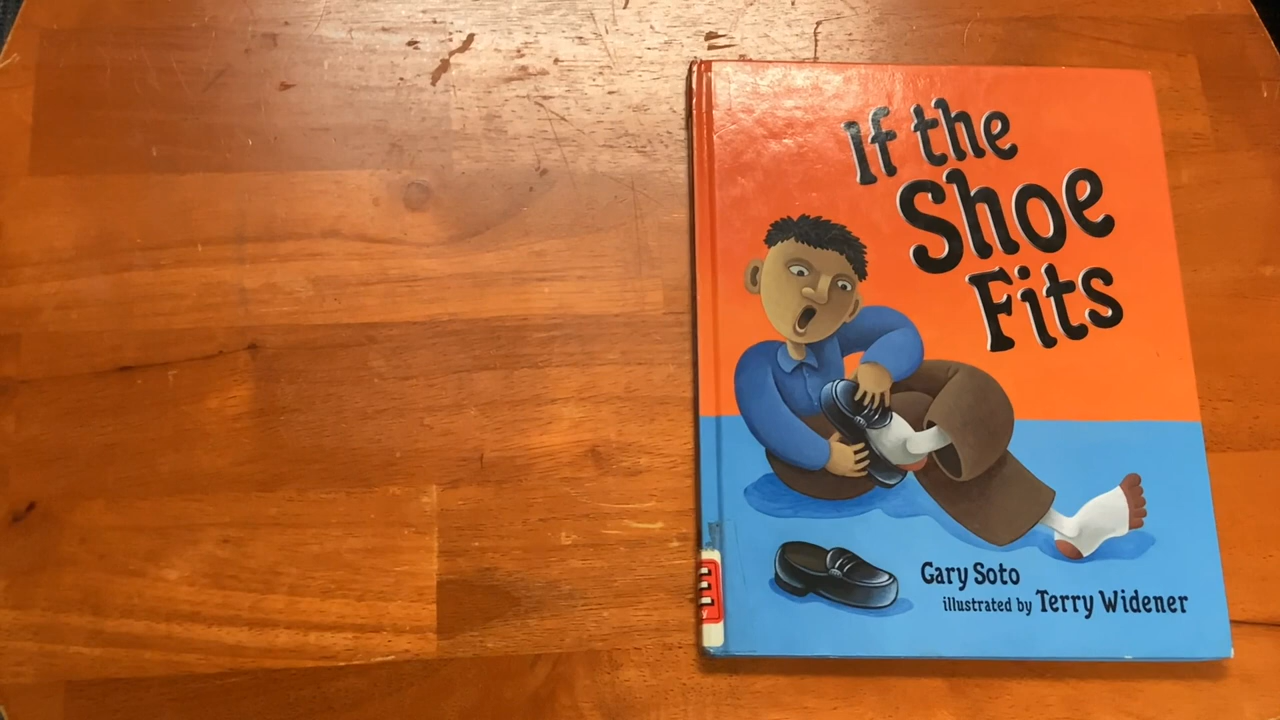 If the
Shoe
Fits
Gary Soto
illustrated by Terry Widener